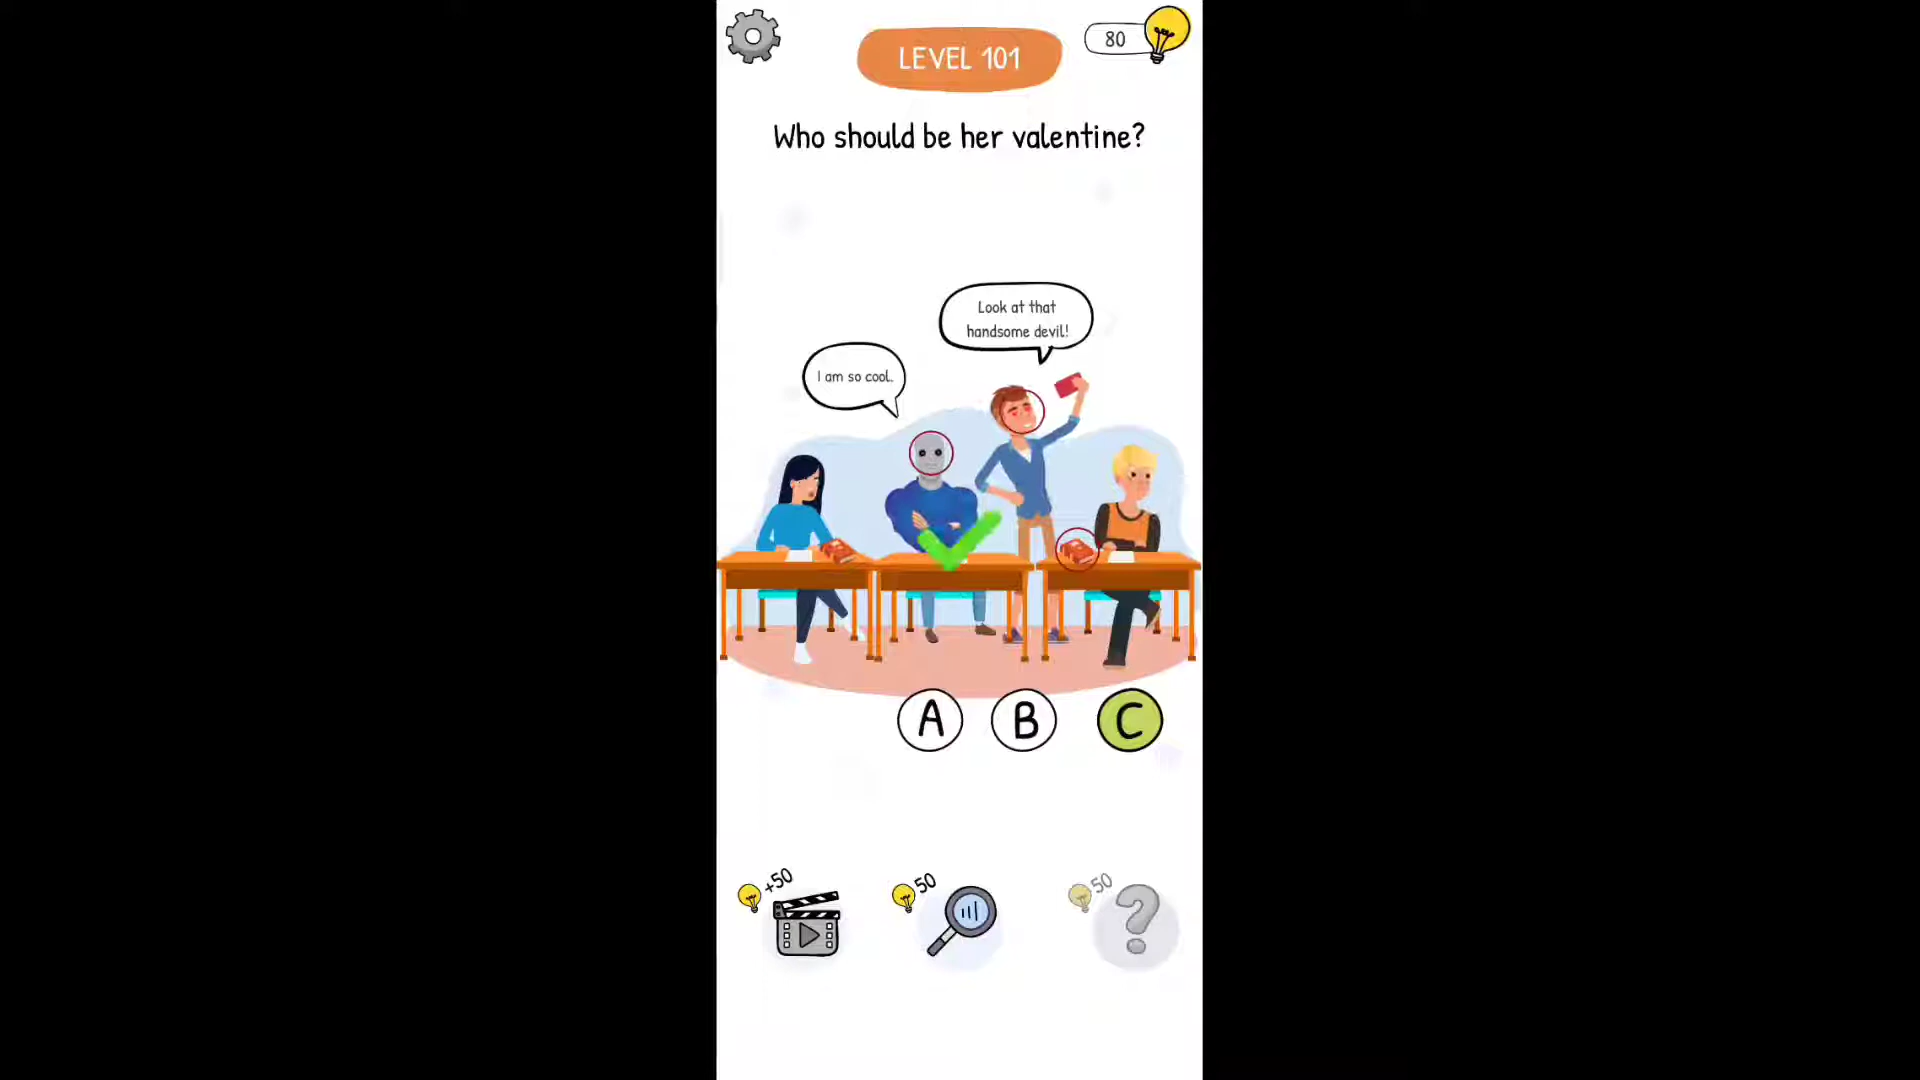 LEVEL 101
80
Who should be her valentine?
Look at that
handsome devil!
I am so cool.
A
B
C
+50
50
50
?